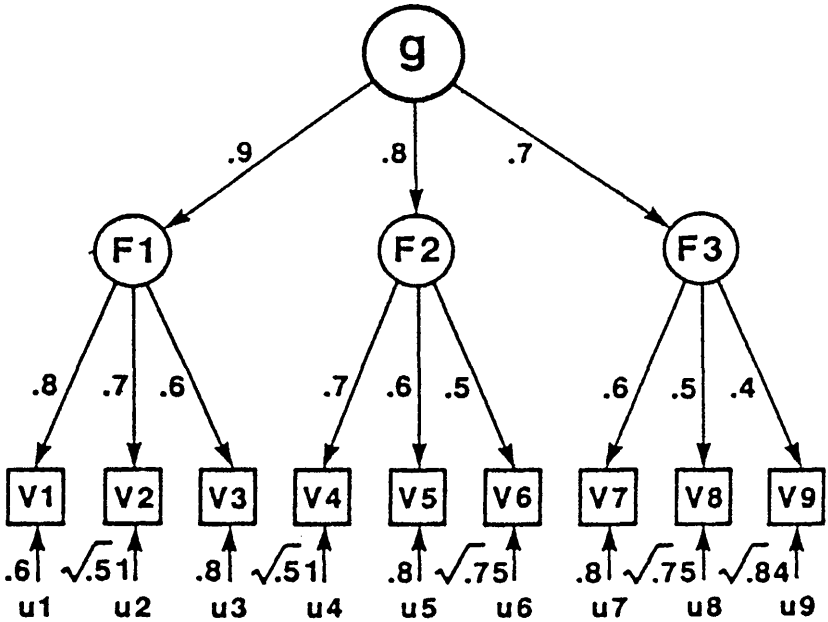 g
.9 .8 .7
F1 F2 F3
.8 .7 .6 .7 .6 .5 .6 .5 .4
V1 V2 V3 V4 V5 V6 V7 V8 V9
.6 √.51 .8 √.51 .8 √.75 .8 √.75 √.84
u1 u2 u3 u4 u5 u6 u7 u8 u9